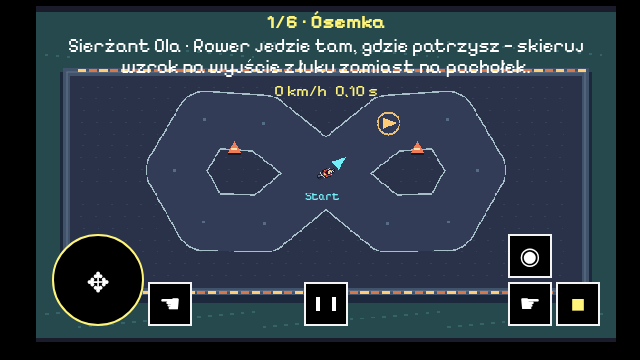 1/6 · Ósemka
Sierżant Ola: Rower jedzie tam, gdzie patrzysz – skieruj
wzrok na wyjście z łuku zamiast na pachołek.
0 km/h 0,10 s
Start